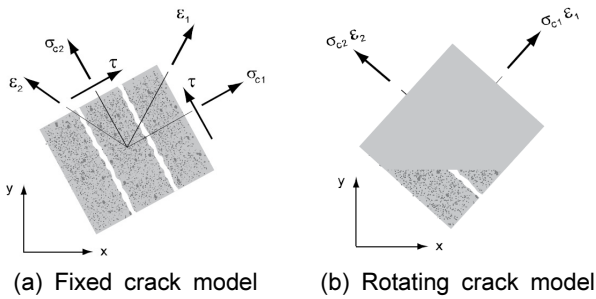 σc2
ε1
τ
ε2
τ
σc1
y
x
(a) Fixed crack model
σc2 ε2
σc1 ε1
y
x
(b) Rotating crack model